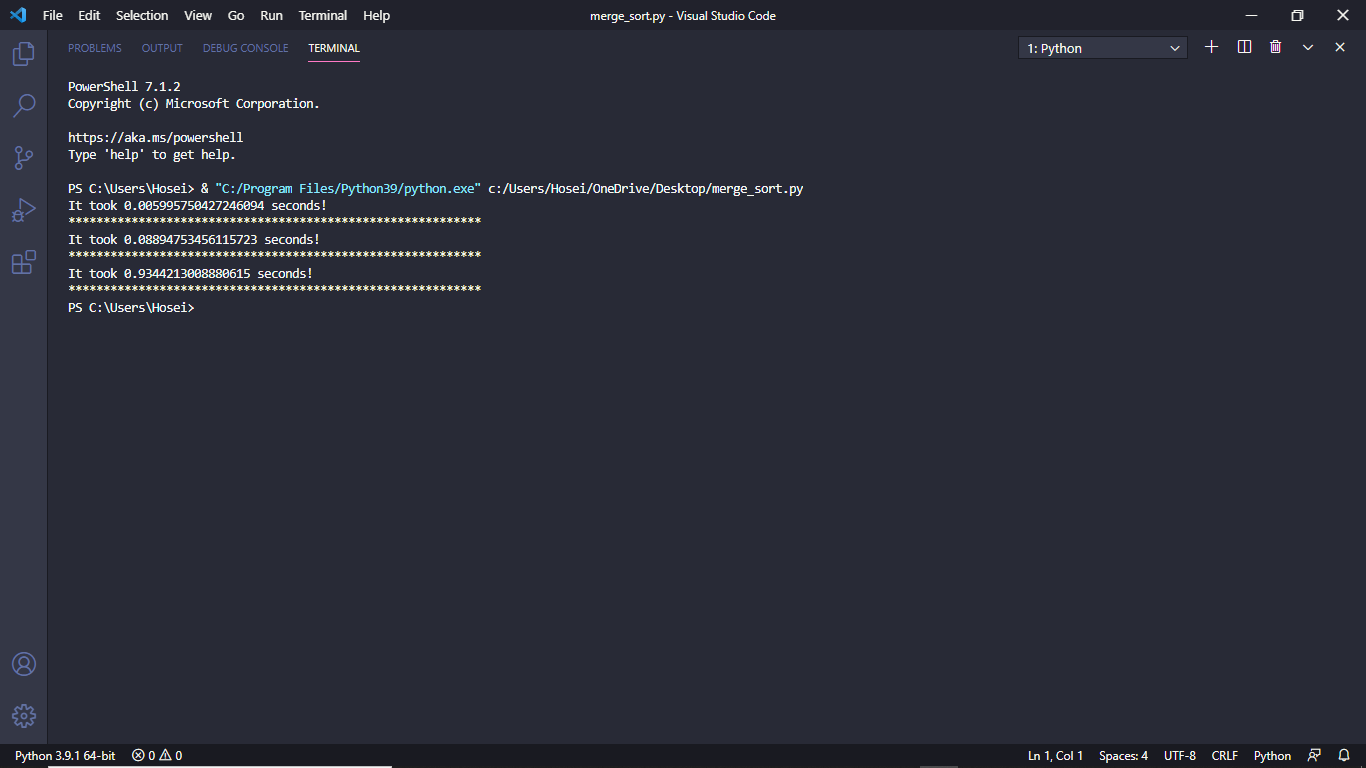 File Edit Selection View Go Run Terminal Help merge_sort.py - Visual Studio Code
PROBLEMS OUTPUT DEBUG CONSOLE TERMINAL 1: Python
PowerShell 7.1.2
Copyright (c) Microsoft Corporation.
https://aka.ms/powershell
Type 'help' to get help.
PS C:\Users\Hosei> & "C:/Program Files/Python39/python.exe" c:/Users/Hosei/OneDrive/Desktop/merge_sort.py
It took 0.005995750427246094 seconds!
***********************************************************
It took 0.08894753456115723 seconds!
***********************************************************
It took 0.9344213008880615 seconds!
***********************************************************
PS C:\Users\Hosei>
Python 3.9.1 64-bit 0 0 Ln 1, Col 1 Spaces: 4 UTF-8 CRLF Python